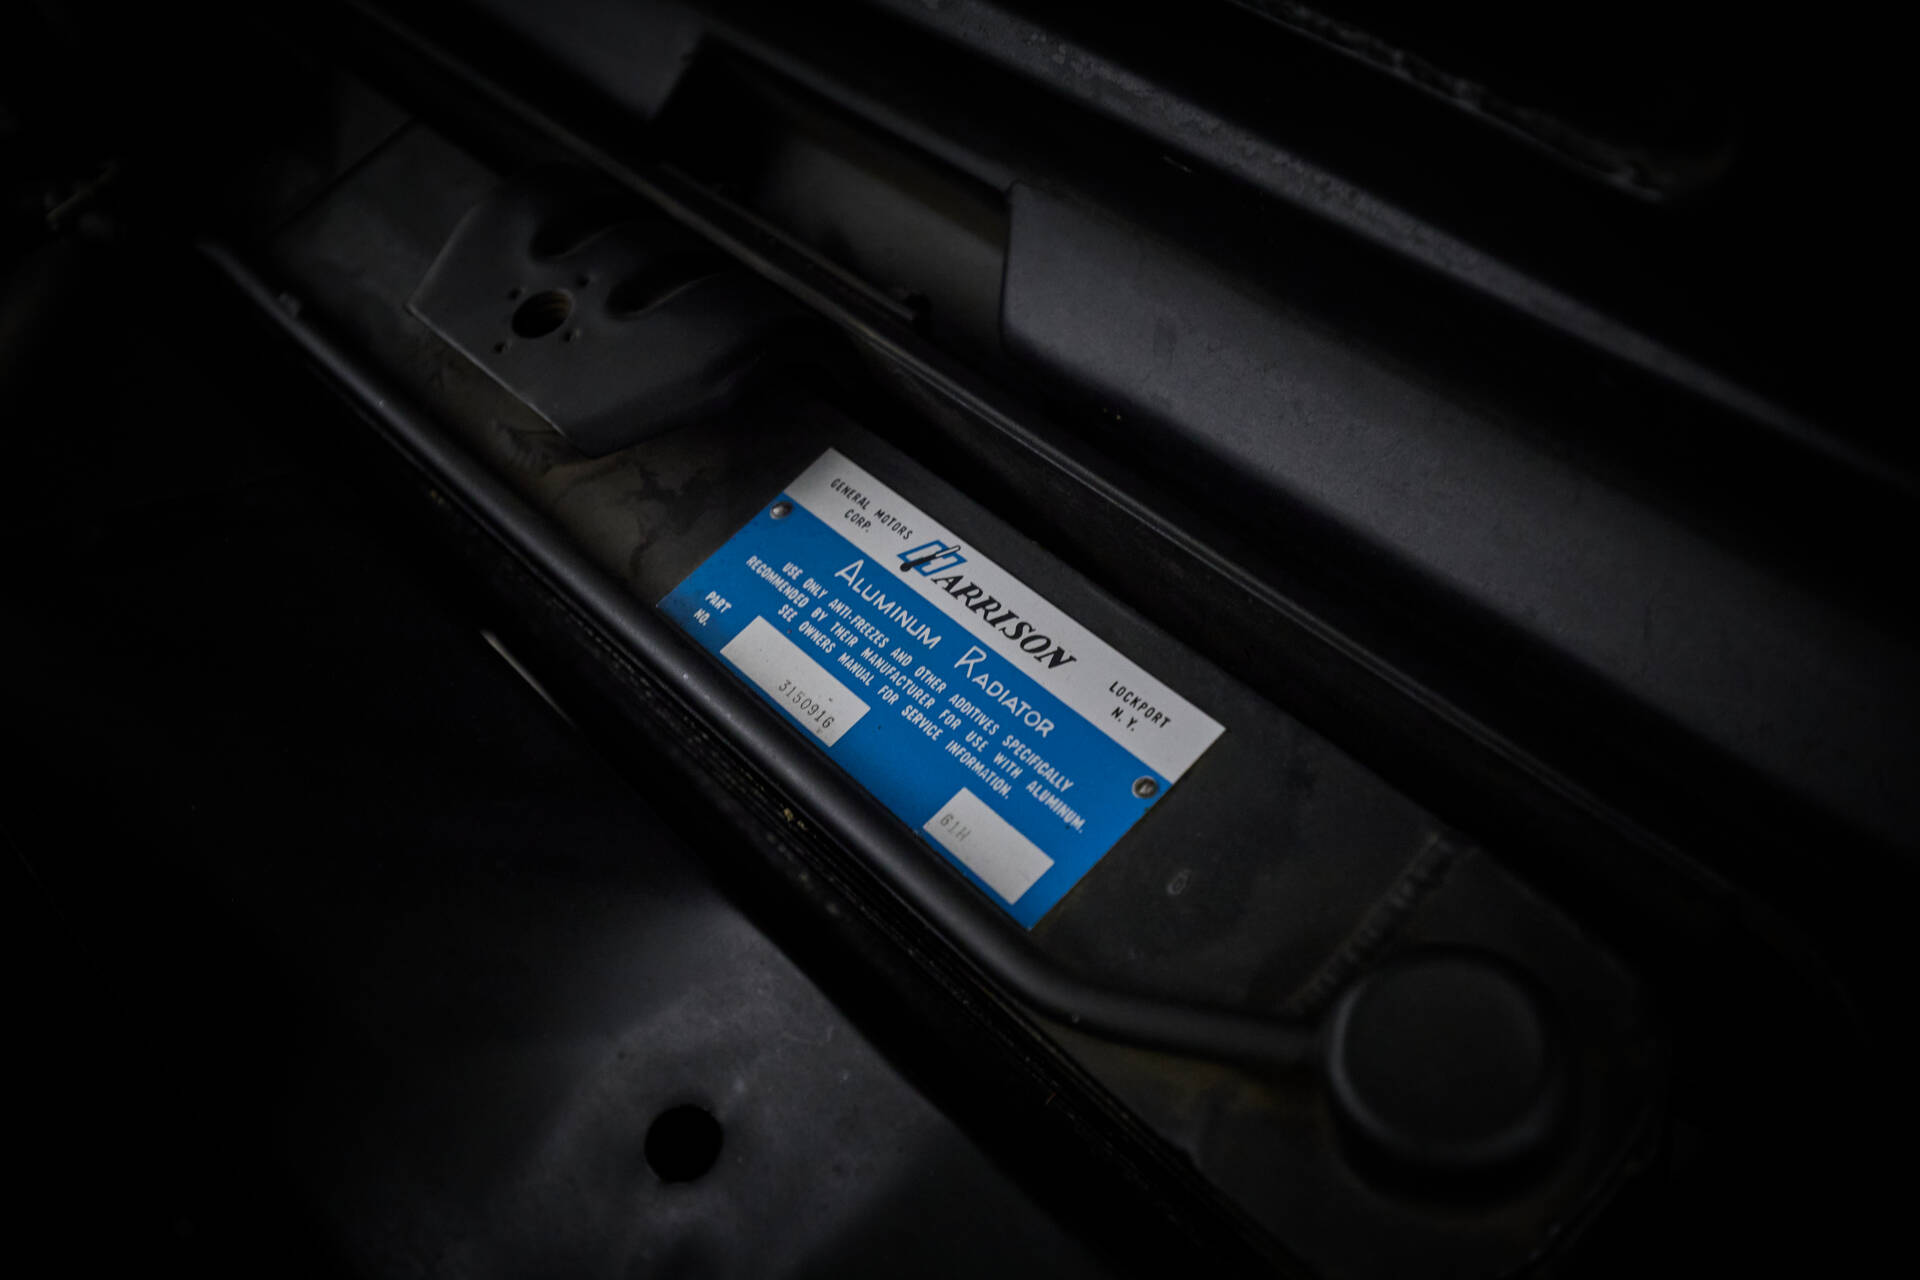 GENERAL MOTORS
CORP.
HARRISON
LOCKPORT
N.Y.
ALUMINUM RADIATOR
USE ONLY ANTI-FREEZES AND OTHER ADDITIVES SPECIFICALLY
RECOMMENDED BY THEIR MANUFACTURER FOR USE WITH ALUMINUM.
SEE OWNERS MANUAL FOR SERVICE INFORMATION.
PART
NO.
3150916
61H